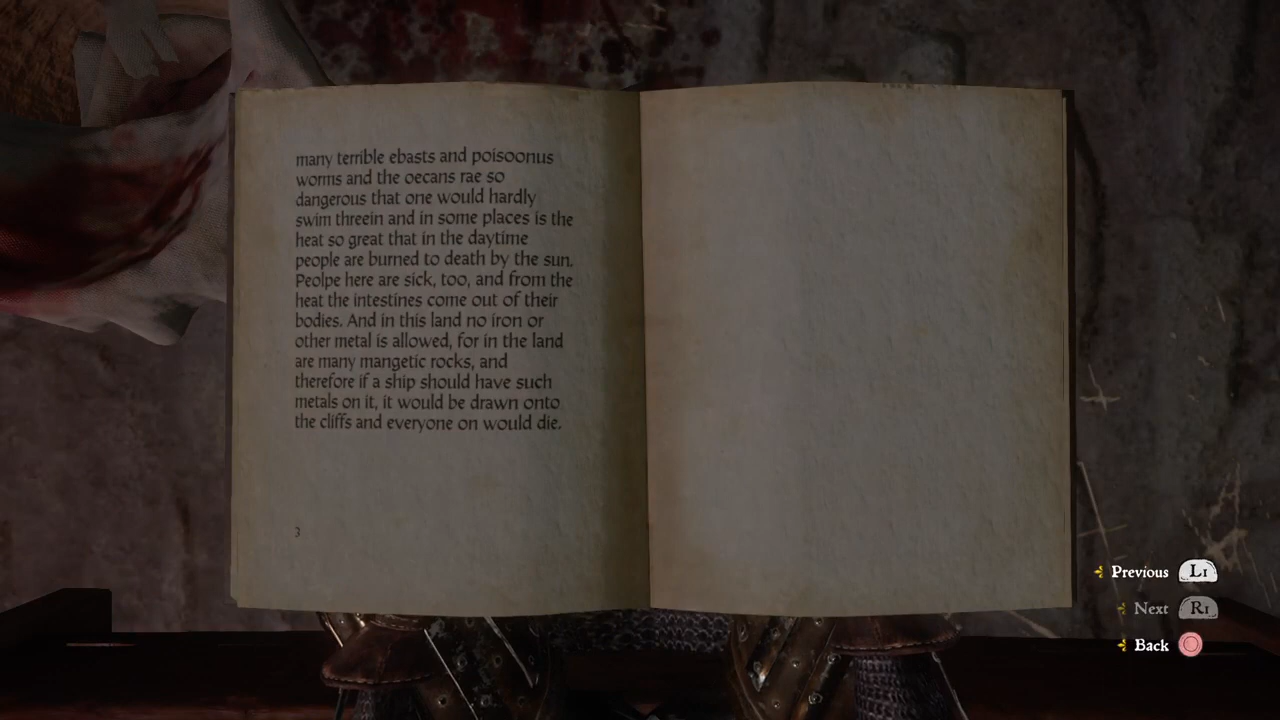 many terrible ebasts and poisoonus
worms and the oecans rae so
dangerous that one would hardly
swim threein and in some places is the
heat so great that in the daytime
people are burned to death by the sun.
Peolpe here are sick, too, and from the
heat the intestines come out of their
bodies. And in this land no iron or
other metal is allowed, for in the land
are many mangetic rocks, and
therefore if a ship should have such
metals on it, it would be drawn onto
the cliffs and everyone on would die.
3
Previous L1
Next R1
Back